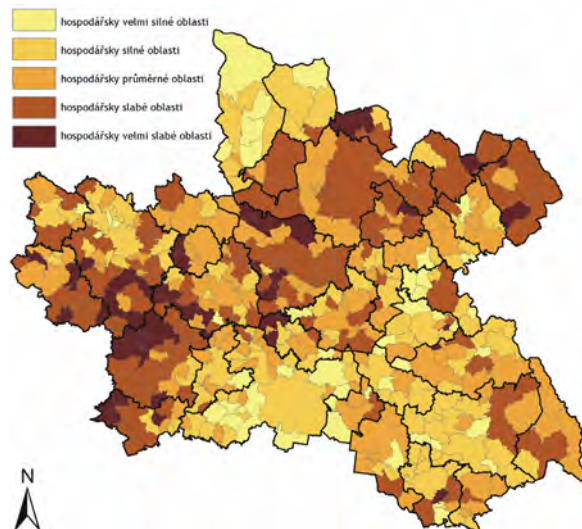 hospodářsky velmi silné oblasti
hospodářsky silné oblasti
hospodářsky průměrné oblasti
hospodářsky slabé oblasti
hospodářsky velmi slabé oblasti
N